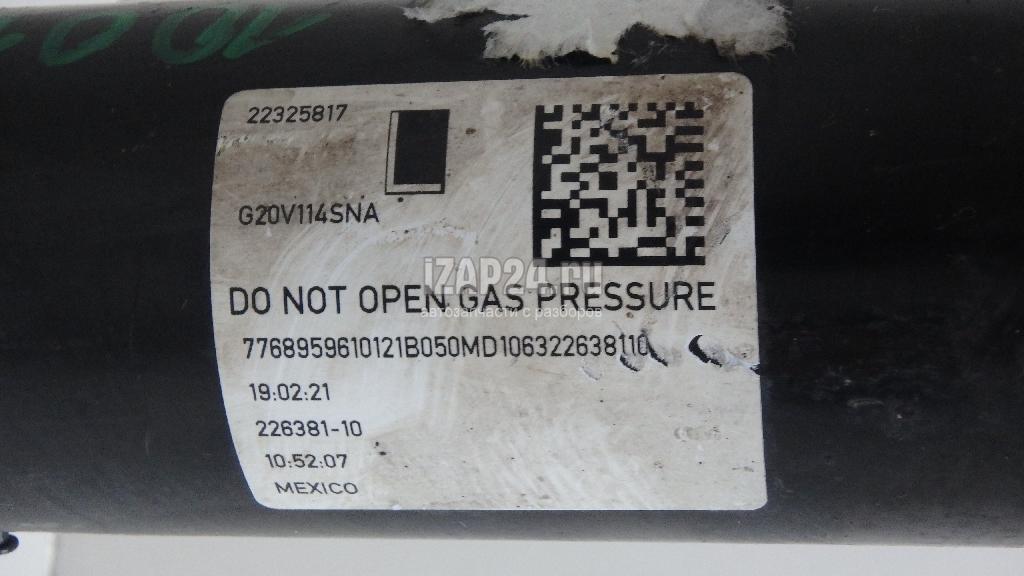 22325817
G20V114SNA
iZAP24.ru
DO NOT OPEN GAS PRESSURE
автозапчасти с разборов
7768959610121B050MD106322638110
19:02:21
226381-10
10:52:07
MEXICO